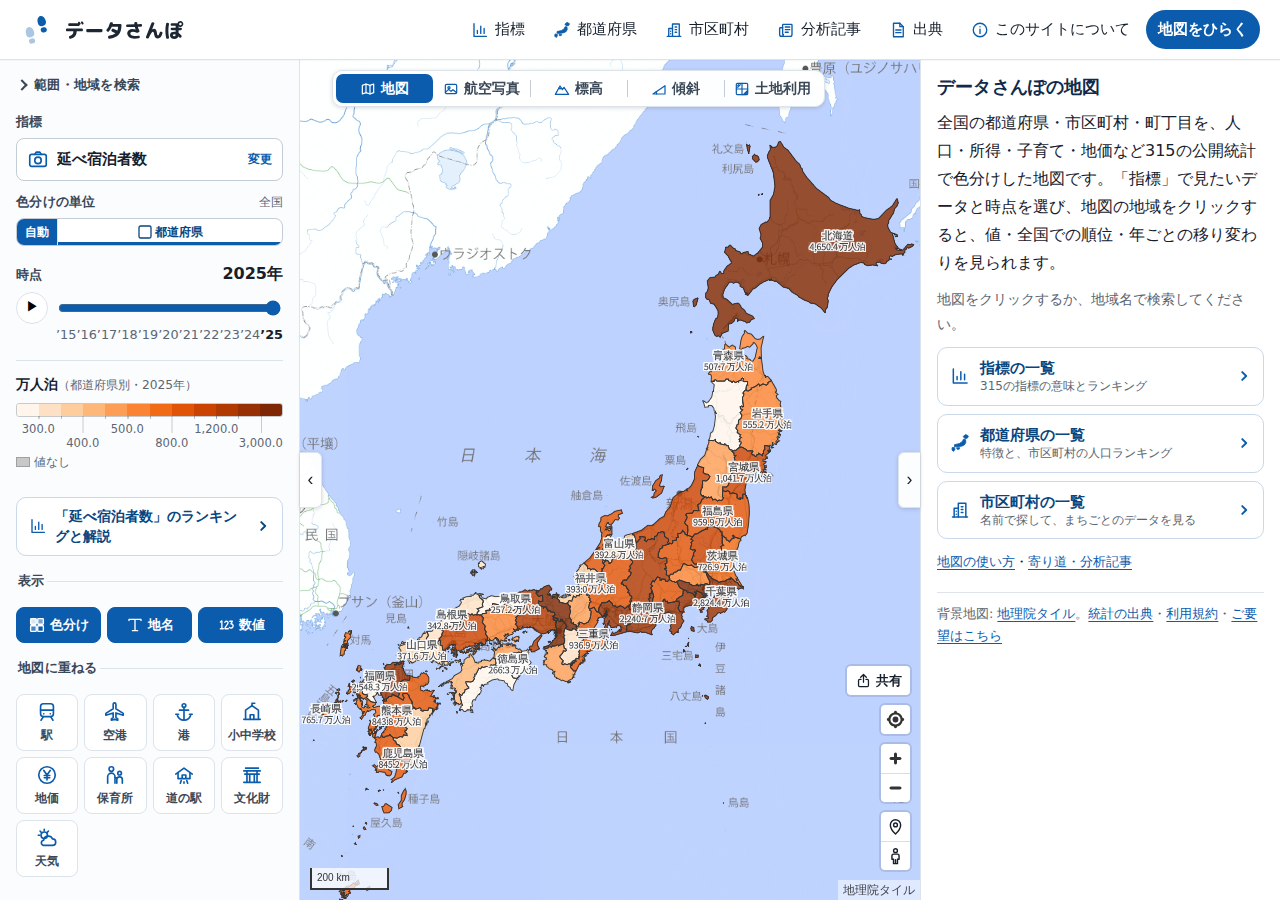 データさんぽ
指標
都道府県
市区町村
分析記事
出典
このサイトについて
地図をひらく
範囲・地域を検索
指標
延べ宿泊者数
変更
色分けの単位
全国
自動
都道府県
時点
2025年
’15’16’17’18’19’20’21’22’23’24’25
万人泊（都道府県別・2025年）
300.0
500.0
1,200.0
400.0
800.0
3,000.0
値なし
「延べ宿泊者数」のランキン
グと解説
表示
色分け
地名
数値
地図に重ねる
駅
空港
港
小中学校
地価
保育所
道の駅
文化財
天気
地図
航空写真
標高
傾斜
土地利用
豊原（ユジノサハ
礼文島
利尻島
国
北海道
4,650.4万人泊
札幌
ウラジオストク
奥尻島
青森県
507.7万人泊
岩手県
555.2万人泊
飛島
（平壌）
日本海
粟島
宮城県
1,041.7万人泊
佐渡島
舳倉島
福島県
959.9万人泊
竹島
民国
富山県
392.8万人泊
隠岐諸島
茨城県
726.9万人泊
福井県
393.0万人泊
千葉県
2,824.4万人泊
プサン（釜山）
鳥取県
257.2万人泊
静岡県
2,240.7万人泊
島根県
342.8万人泊
見島
大島
対馬
三重県
936.9万人泊
山口県
371.6万人泊
伊豆諸島
三宅島
徳島県
266.3万人泊
福岡県
2,548.3万人泊
八丈島
長崎県
765.7万人泊
熊本県
843.8万人泊
日本国
鹿児島県
845.2万人泊
種子島
鳥島
屋久島
南
200 km
共有
地理院タイル
データさんぽの地図
全国の都道府県・市区町村・町丁目を、人
口・所得・子育て・地価など315の公開統計
で色分けした地図です。「指標」で見たいデ
ータと時点を選び、地図の地域をクリックす
ると、値・全国での順位・年ごとの移り変わ
りを見られます。
地図をクリックするか、地域名で検索してくださ
い。
指標の一覧
315の指標の意味とランキング
都道府県の一覧
特徴と、市区町村の人口ランキング
市区町村の一覧
名前で探して、まちごとのデータを見る
地図の使い方・寄り道・分析記事
背景地図: 地理院タイル。統計の出典・利用規約・ご要
望はこちら